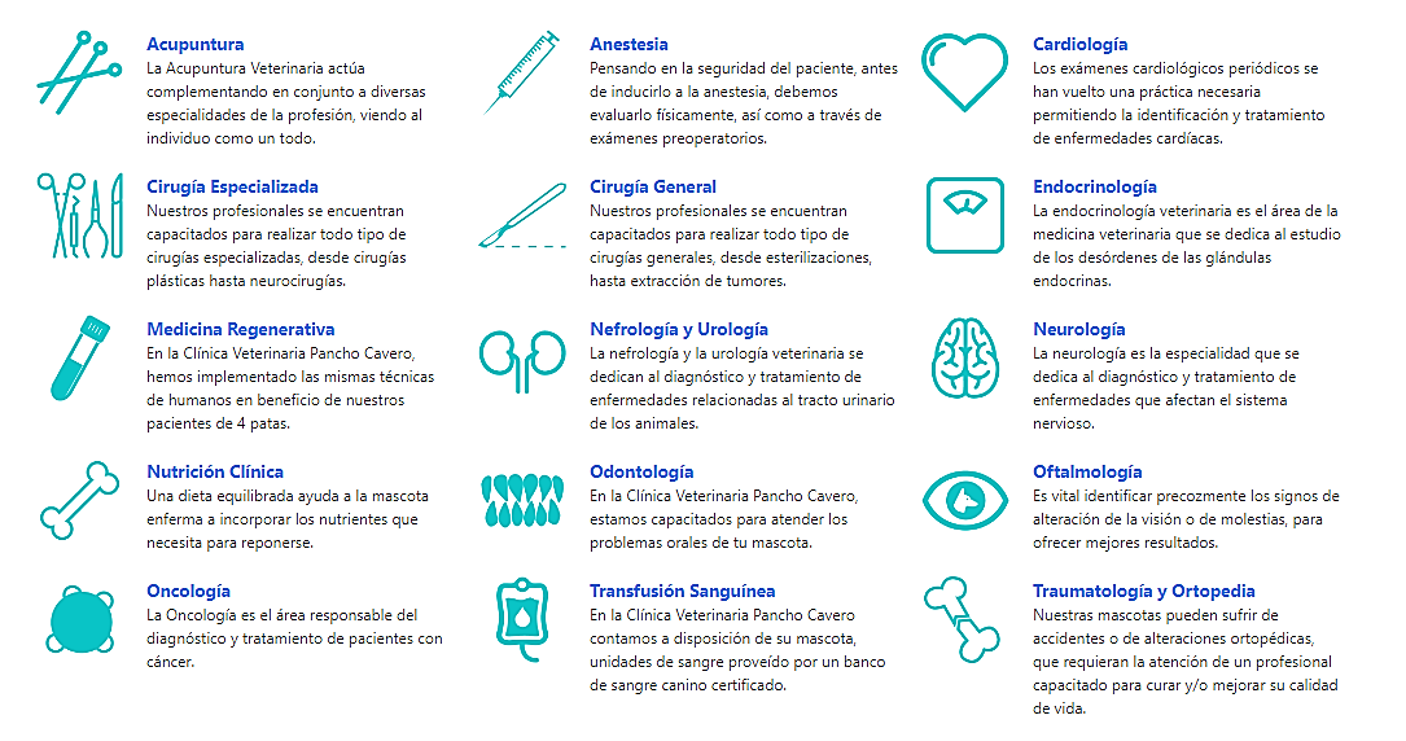 Acupuntura
La Acupuntura Veterinaria actúa
complementando en conjunto a diversas
especialidades de la profesión, viendo al
individuo como un todo.
Anestesia
Pensando en la seguridad del paciente, antes
de inducirlo a la anestesia, debemos
evaluarlo físicamente, así como a través de
exámenes preoperatorios.
Cardiología
Los exámenes cardiológicos periódicos se
han vuelto una práctica necesaria
permitiendo la identificación y tratamiento
de enfermedades cardíacas.
Cirugía Especializada
Nuestros profesionales se encuentran
capacitados para realizar todo tipo de
cirugías especializadas, desde cirugías
plásticas hasta neurocirugías.
Cirugía General
Nuestros profesionales se encuentran
capacitados para realizar todo tipo de
cirugías generales, desde esterilizaciones,
hasta extracción de tumores.
Endocrinología
La endocrinología veterinaria es el área de la
medicina veterinaria que se dedica al estudio
de los desórdenes de las glándulas
endocrinas.
Medicina Regenerativa
En la Clínica Veterinaria Pancho Cavero,
hemos implementado las mismas técnicas
de humanos en beneficio de nuestros
pacientes de 4 patas.
Nefrología y Urología
La nefrología y la urología veterinaria se
dedican al diagnóstico y tratamiento de
enfermedades relacionadas al tracto urinario
de los animales.
Neurología
La neurología es la especialidad que se
dedica al diagnóstico y tratamiento de
enfermedades que afectan el sistema
nervioso.
Nutrición Clínica
Una dieta equilibrada ayuda a la mascota
enferma a incorporar los nutrientes que
necesita para reponerse.
Odontología
En la Clínica Veterinaria Pancho Cavero,
estamos capacitados para atender los
problemas orales de tu mascota.
Oftalmología
Es vital identificar precozmente los signos de
alteración de la visión o de molestias, para
ofrecer mejores resultados.
Oncología
La Oncología es el área responsable del
diagnóstico y tratamiento de pacientes con
cáncer.
Transfusión Sanguínea
En la Clínica Veterinaria Pancho Cavero
contamos a disposición de su mascota,
unidades de sangre proveído por un banco
de sangre canino certificado.
Traumatología y Ortopedia
Nuestras mascotas pueden sufrir de
accidentes o de alteraciones ortopédicas,
que requieran la atención de un profesional
capacitado para curar y/o mejorar su calidad
de vida.